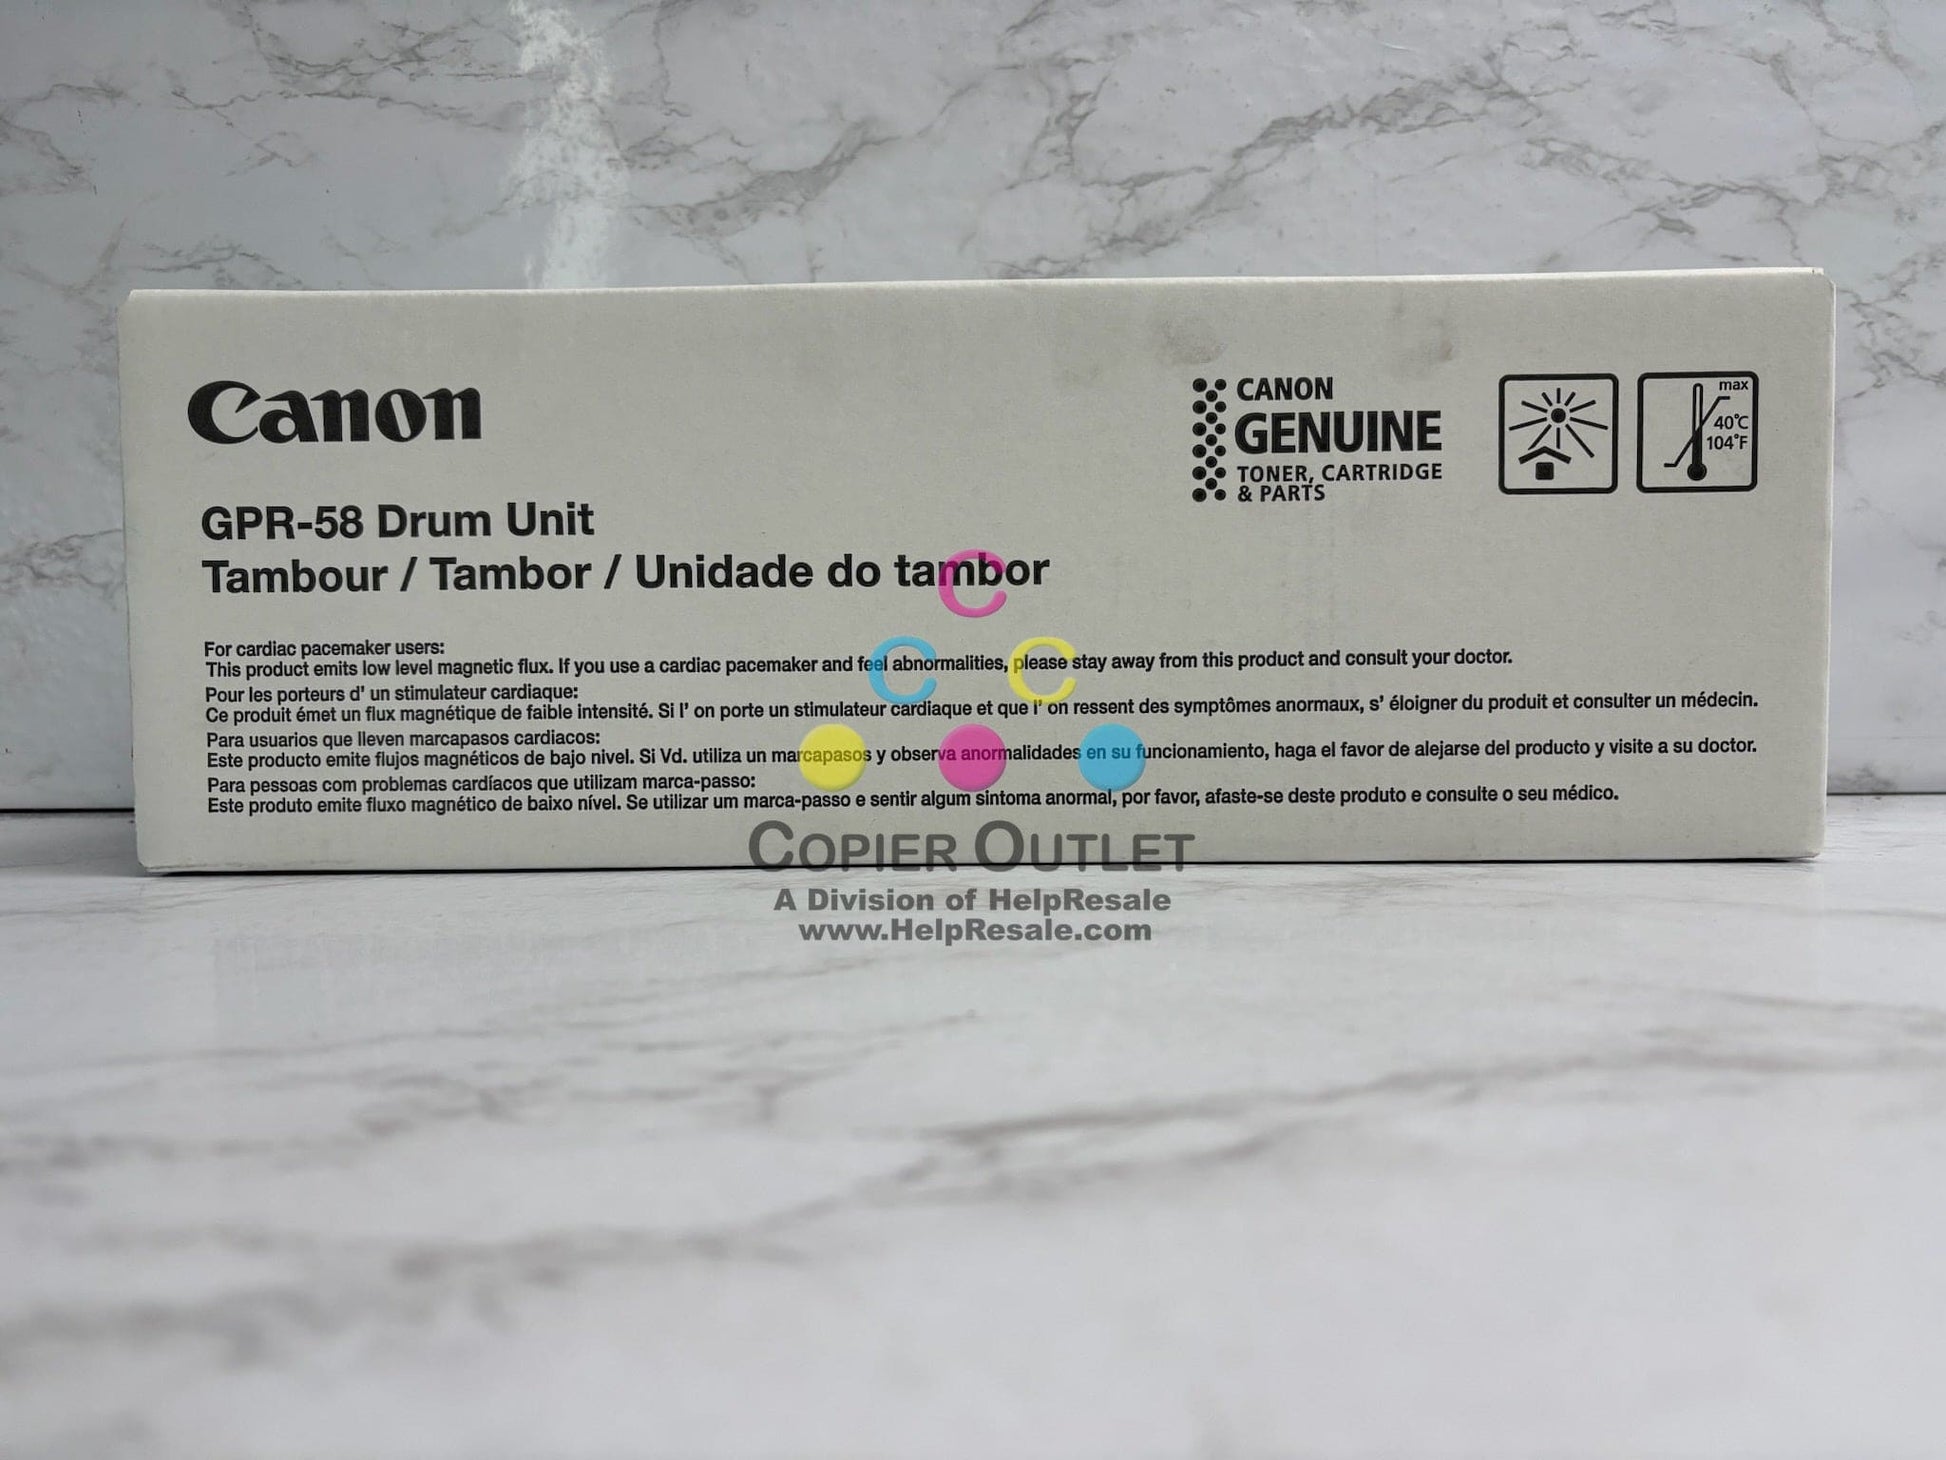 Canon
CANON
GENUINE
TONER, CARTRIDGE
& PARTS
max
40°C
104°F
GPR-58 Drum Unit
Tambour / Tambor / Unidade do tambor
For cardiac pacemaker users:
This product emits low level magnetic flux. If you use a cardiac pacemaker and feel abnormalities, please stay away from this product and consult your doctor.
Pour les porteurs d' un stimulateur cardiaque:
Ce produit émet un flux magnétique de faible intensité. Si l' on porte un stimulateur cardiaque et que l' on ressent des symptômes anormaux, s' éloigner du produit et consulter un médecin.
Para usuarios que lleven marcapasos cardiacos:
Este producto emite flujos magnéticos de bajo nivel. Si Vd. utiliza un marcapasos y observa anormalidades en su funcionamiento, haga el favor de alejarse del producto y visite a su doctor.
Para pessoas com problemas cardíacos que utilizam marca-passo:
Este produto emite fluxo magnético de baixo nível. Se utilizar um marca-passo e sentir algum sintoma anormal, por favor, afaste-se deste produto e consulte o seu médico.
C
C C
COPIER OUTLET
A Division of HelpResale
www.HelpResale.com